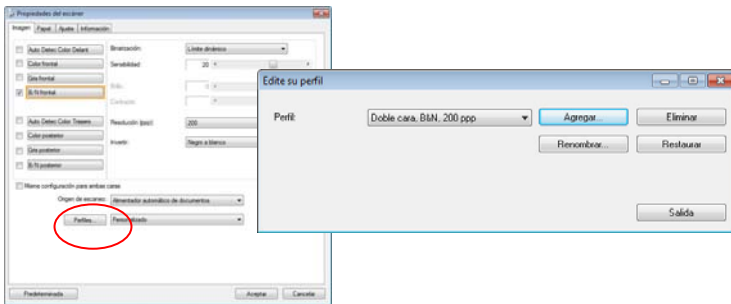 Propiedades del escáner
Imagen Papel Ajuste Información
Auto Detec Color Delant
Color frontal
Gris frontal
B/N frontal
Auto Detec Color Trasero
Color posterior
Gris posterior
B/N posterior
Binarización: Límite dinámico
Sensibilidad: 20
Brillo: 0
Contraste:
Resolución (ppp): 200
Invertir: Negro a blanco
Misma configuración para ambas caras
Origen de escaneo: Alimentador automático de documentos
Perfiles... Personalizado
Predeterminada Aceptar Cancelar
Edite su perfil
Perfil: Doble cara, B&N, 200 ppp Agregar... Eliminar
Renombrar... Restaurar
Salida